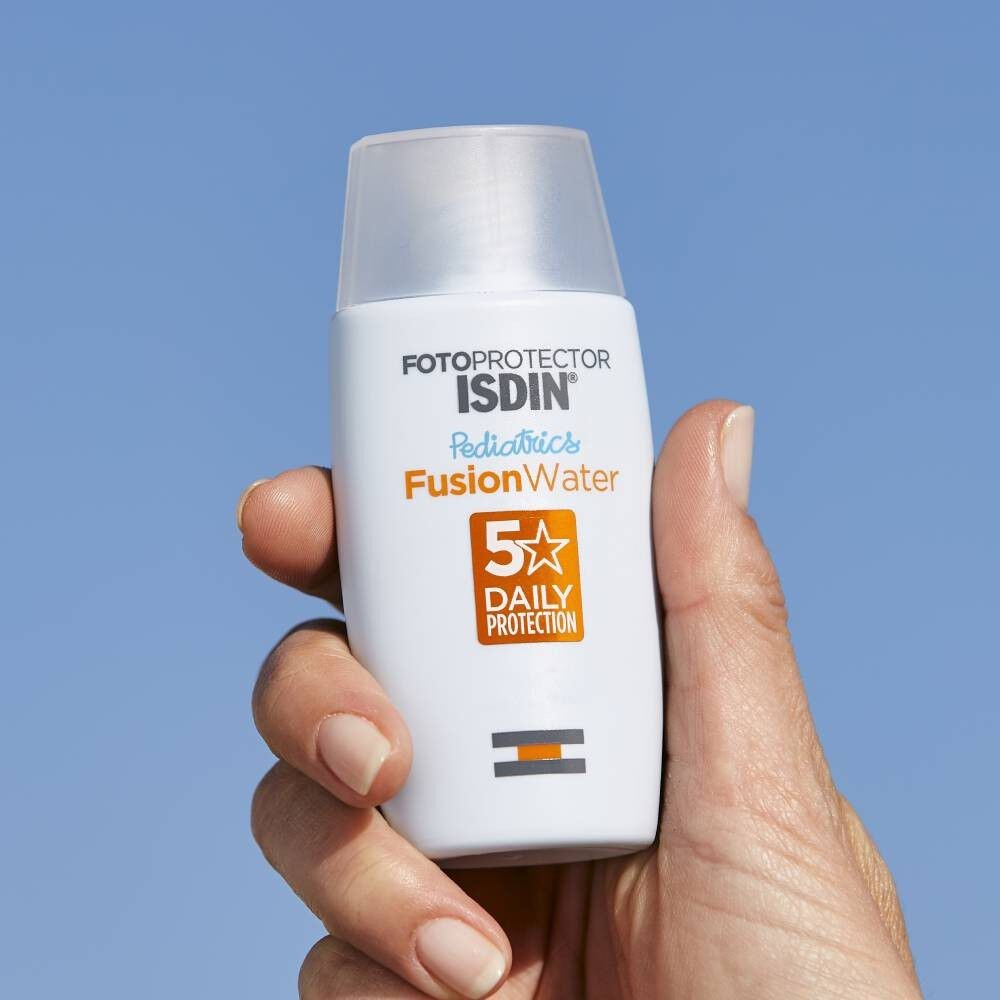 FOTOPROTECTOR
ISDIN®
Pediatrics
FusionWater
5☆
DAILY
PROTECTION